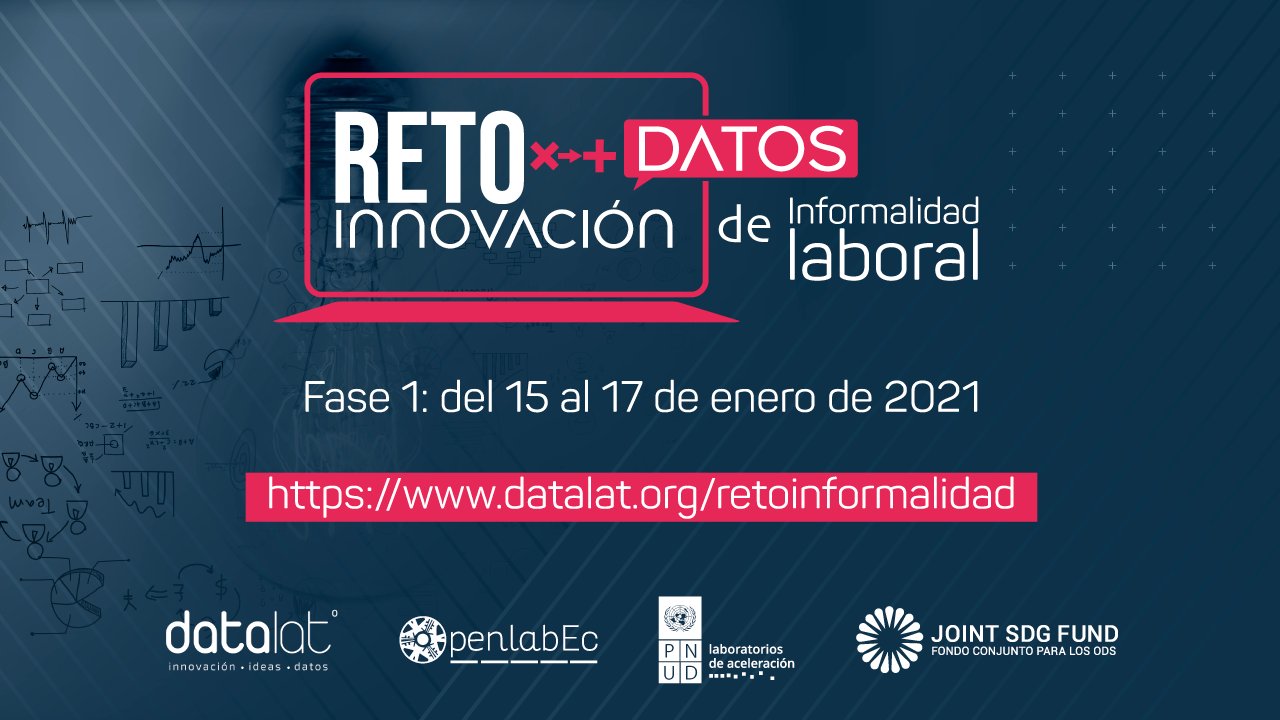 RETO
DATOS
INNOVACIÓN
de Informalidad
laboral
Fase 1: del 15 al 17 de enero de 2021
https://www.datalat.org/retoinformalidad
datalat
innovación • ideas • datos
OpenlabEc
PNUD
laboratorios
de aceleración
JOINT SDG FUND
FONDO CONJUNTO PARA LOS ODS
Team